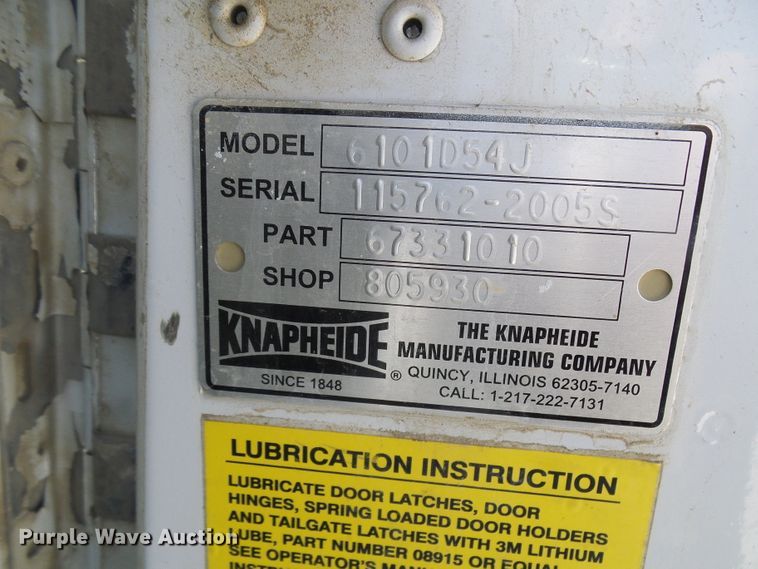 MODEL 6101D54J
SERIAL 115762-2005S
PART 67331010
SHOP 805930
KNAPHEIDE
SINCE 1848
®
THE KNAPHEIDE
MANUFACTURING COMPANY
QUINCY, ILLINOIS 62305-7140
CALL: 1-217-222-7131
LUBRICATION INSTRUCTION
LUBRICATE DOOR LATCHES, DOOR
HINGES, SPRING LOADED DOOR HOLDERS
AND TAILGATE LATCHES WITH 3M LITHIUM
LUBE, PART NUMBER 08915 OR EQUAL
SEE OPERATOR'S
Purple Wave Auction